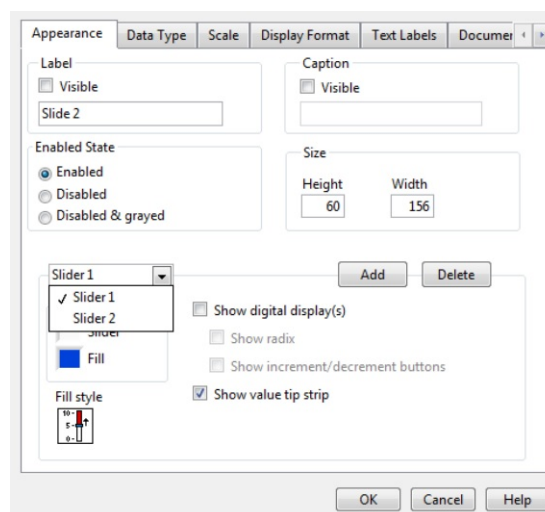 Appearance Data Type Scale Display Format Text Labels Documer
Label
Visible
Slide 2
Caption
Visible
Enabled State
Enabled
Disabled
Disabled & grayed
Size
Height Width
60 156
Slider 1
Add Delete
✓ Slider 1
Slider 2
Slider
Fill
Show digital display(s)
Show radix
Show increment/decrement buttons
Show value tip strip
Fill style
10-
5-
0-
OK Cancel Help